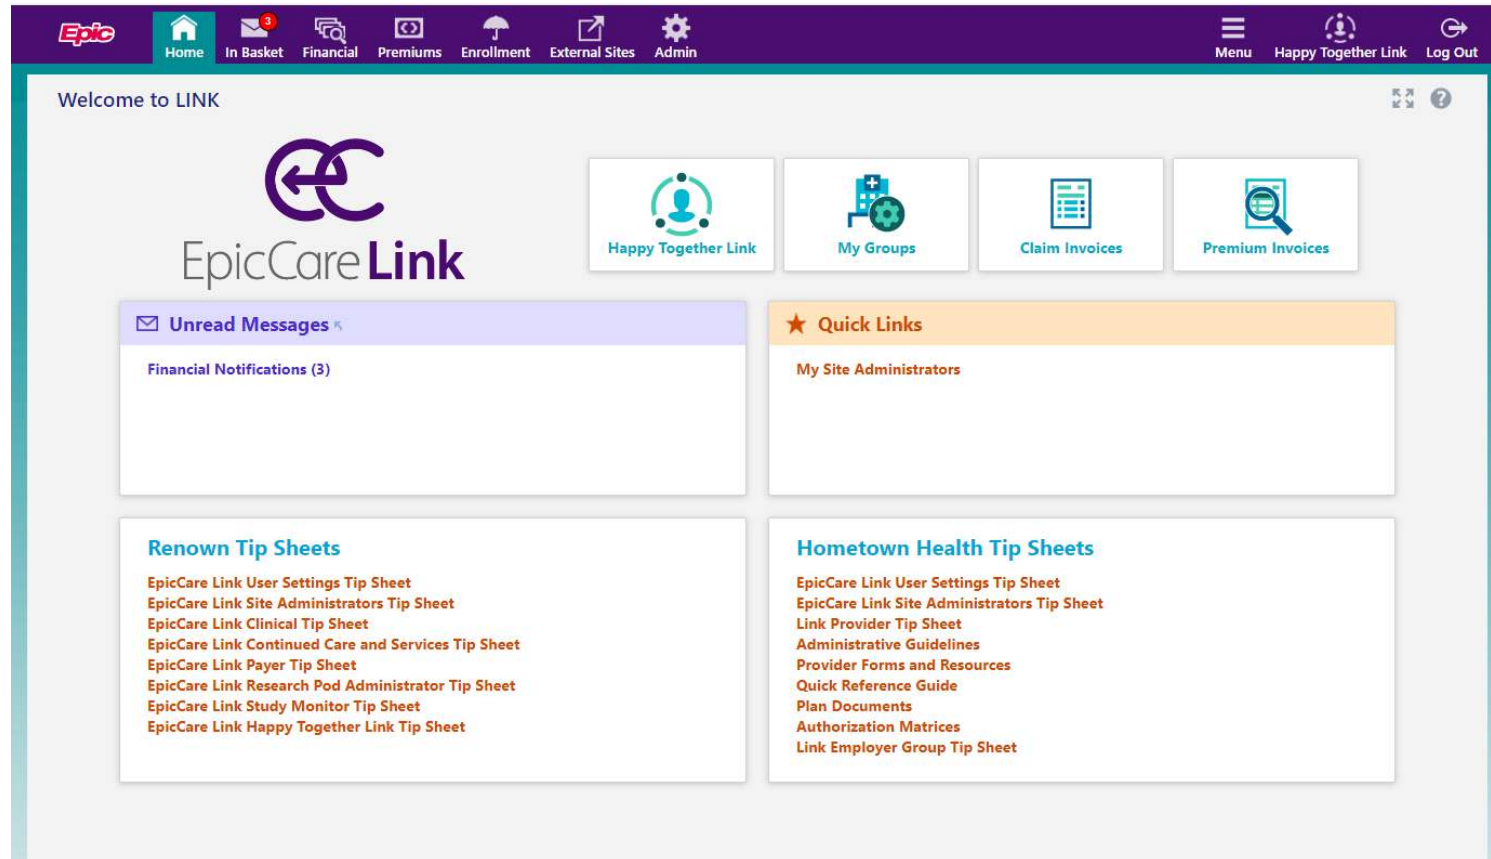 Epic
Home
3
In Basket
Financial
Premiums
Enrollment
External Sites
Admin
Menu
Happy Together Link
Log Out
Welcome to LINK
EpicCare Link
Happy Together Link
My Groups
Claim Invoices
Premium Invoices
Unread Messages
Financial Notifications (3)
Quick Links
My Site Administrators
Renown Tip Sheets
EpicCare Link User Settings Tip Sheet
EpicCare Link Site Administrators Tip Sheet
EpicCare Link Clinical Tip Sheet
EpicCare Link Continued Care and Services Tip Sheet
EpicCare Link Payer Tip Sheet
EpicCare Link Research Pod Administrator Tip Sheet
EpicCare Link Study Monitor Tip Sheet
EpicCare Link Happy Together Link Tip Sheet
Hometown Health Tip Sheets
EpicCare Link User Settings Tip Sheet
EpicCare Link Site Administrators Tip Sheet
Link Provider Tip Sheet
Administrative Guidelines
Provider Forms and Resources
Quick Reference Guide
Plan Documents
Authorization Matrices
Link Employer Group Tip Sheet